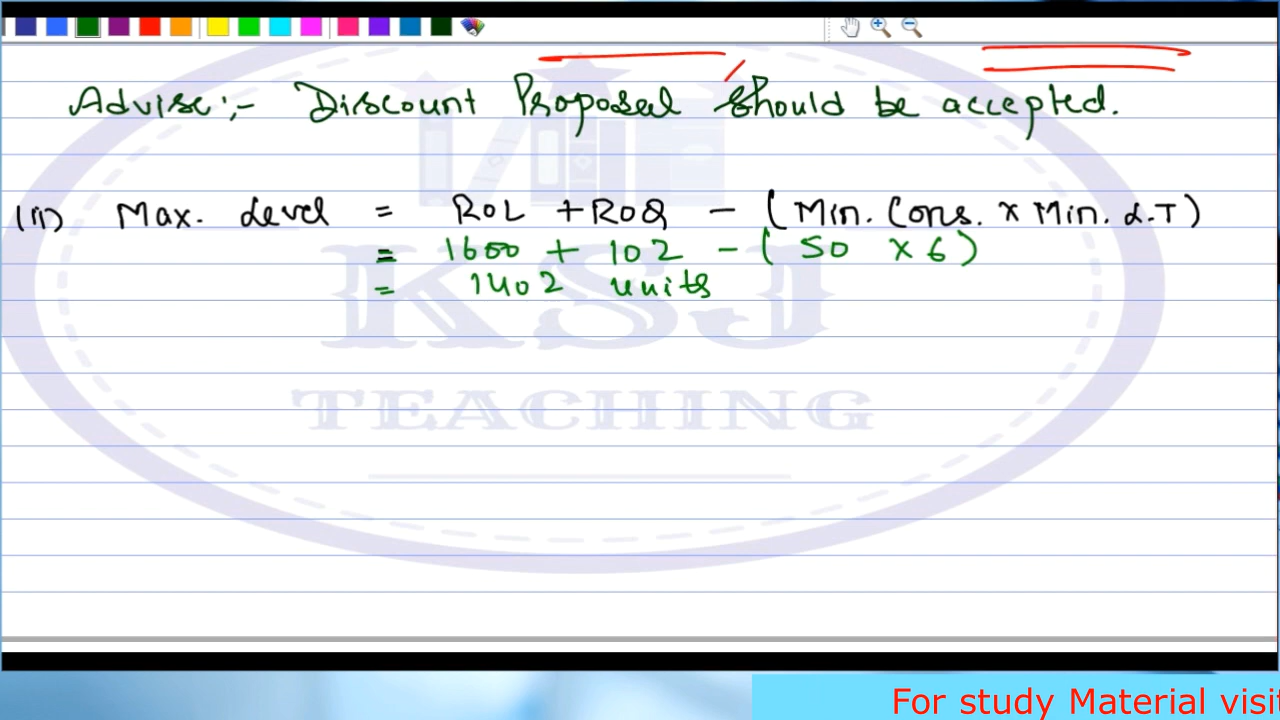 Advise:- Discount Proposal should be accepted.
(ii) Max. Level = ROL + ROQ - (Min. Cons. x Min. L.T)
= 1600 + 102 - ( 50 x 6 )
= 1402 units
KSJ
TEACHING
For study Material visit